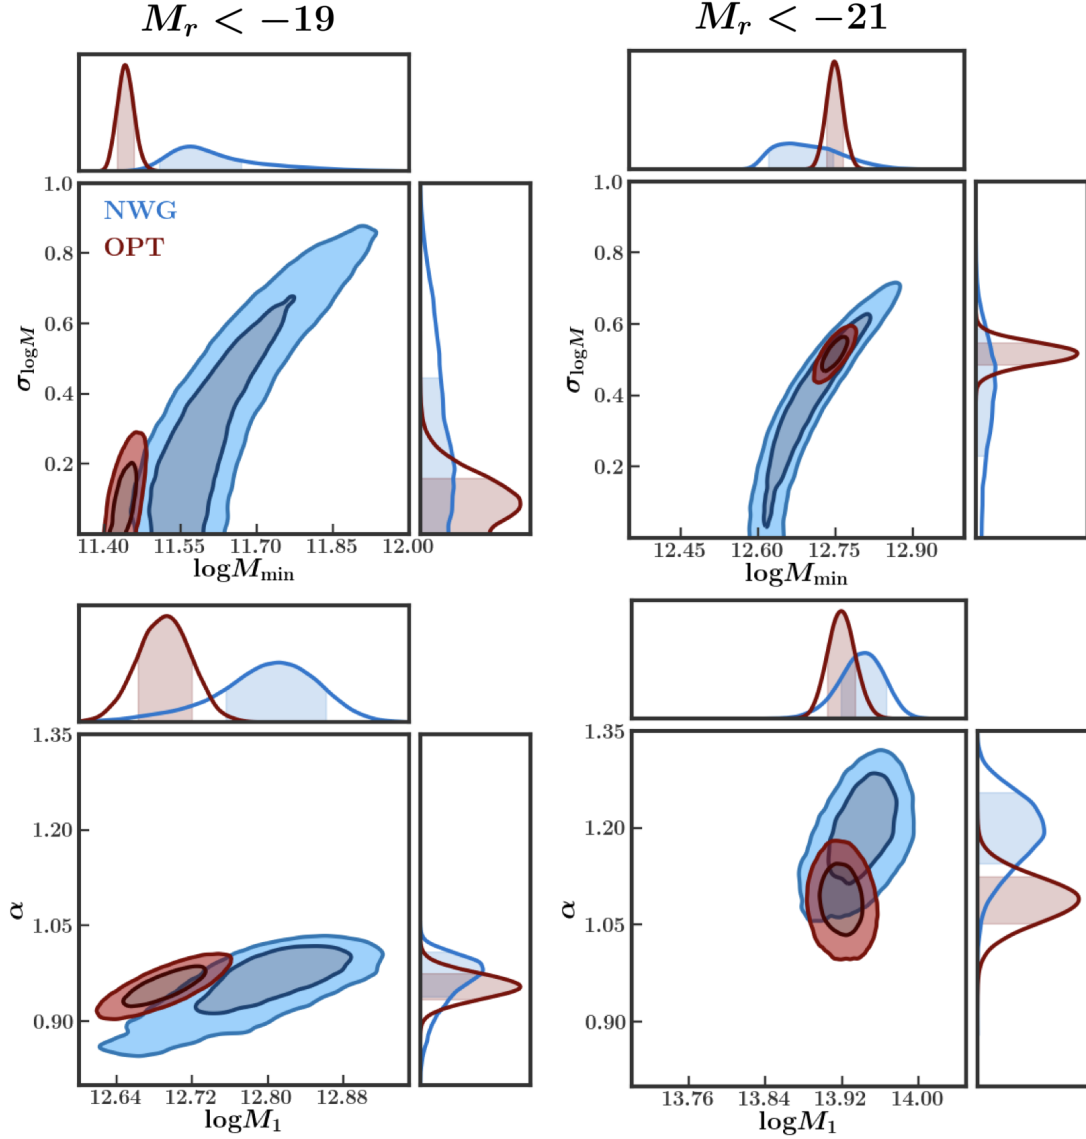 M_r < −19
M_r < −21
1.0
0.8
0.6
0.4
0.2
σ_logM
NWG
OPT
11.40 11.55 11.70 11.85 12.00
logM_min
1.0
0.8
0.6
0.4
0.2
σ_logM
12.45 12.60 12.75 12.90
logM_min
1.35
1.20
1.05
0.90
α
12.64 12.72 12.80 12.88
logM_1
1.35
1.20
1.05
0.90
α
13.76 13.84 13.92 14.00
logM_1